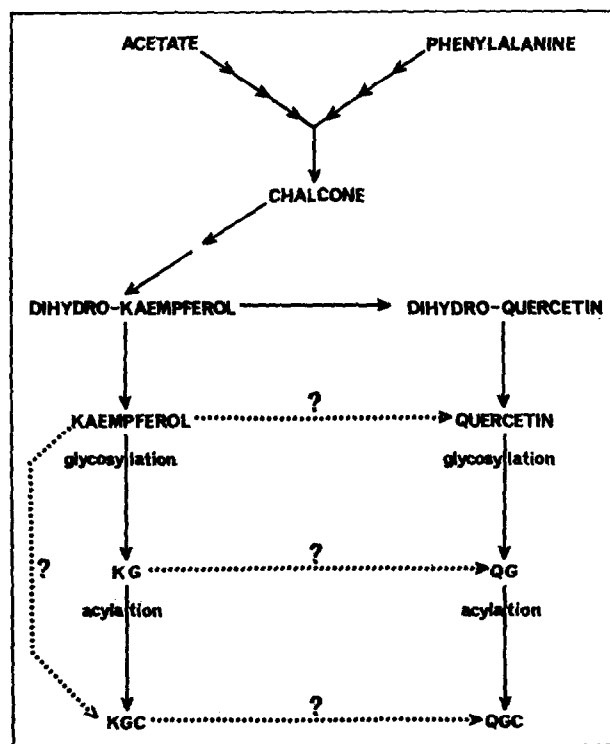 ACETATE PHENYLALANINE
CHALCONE
DIHYDRO-KAEMPFEROL DIHYDRO-QUERCETIN
?
KAEMPFEROL QUERCETIN
glycosylation glycosylation
?
? KG QG
acylation acylation
?
KGC QGC